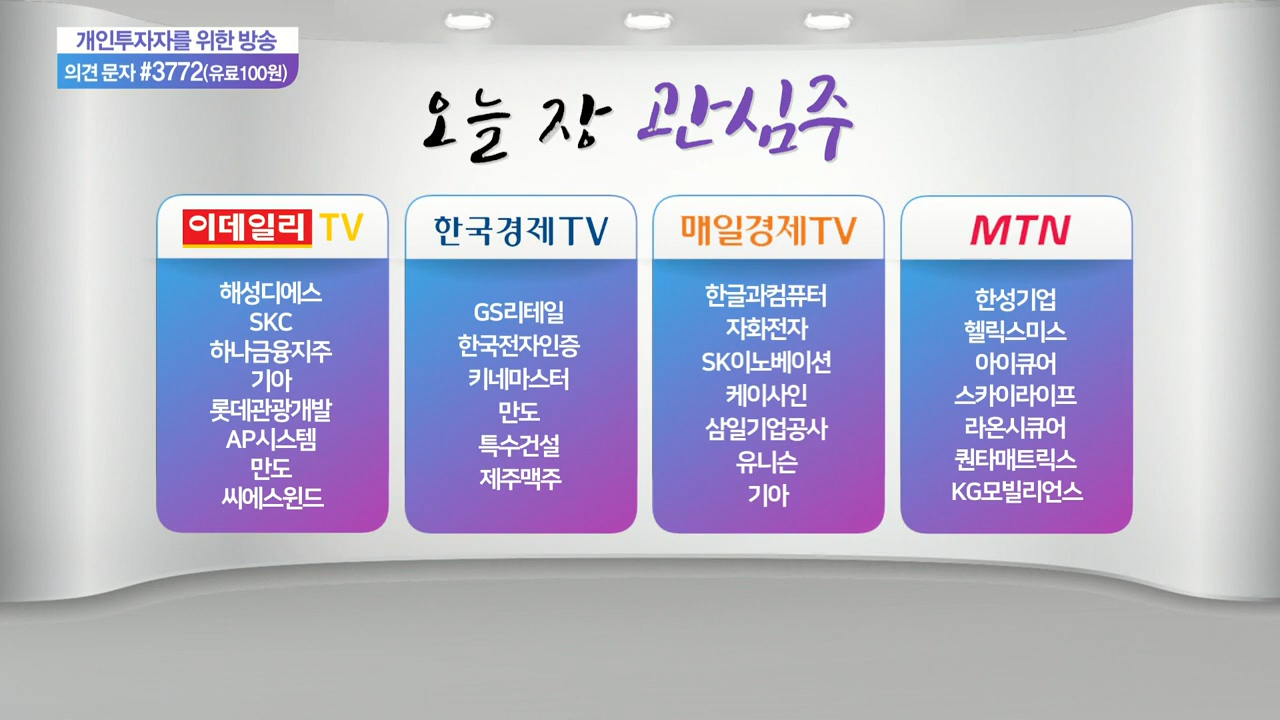 개인투자자를 위한 방송
의견 문자 #3772(유료100원)
오늘 장 관심주
이데일리 TV
해성디에스
SKC
하나금융지주
기아
롯데관광개발
AP시스템
만도
씨에스윈드
한국경제TV
GS리테일
한국전자인증
키네마스터
만도
특수건설
제주맥주
매일경제TV
한글과컴퓨터
자화전자
SK이노베이션
케이사인
삼일기업공사
유니슨
기아
MTN
한성기업
헬릭스미스
아이큐어
스카이라이프
라온시큐어
퀀타매트릭스
KG모빌리언스